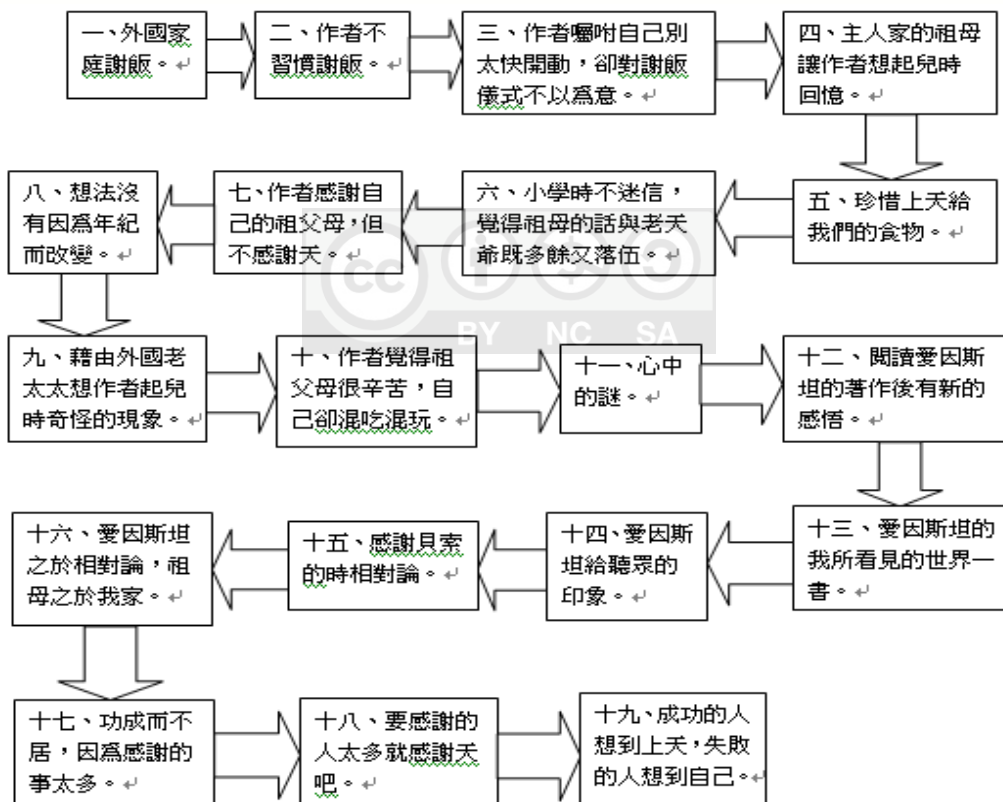 一、外國家
庭謝飯。
二、作者不
習慣謝飯。
三、作者囑咐自己別
太快開動，卻對謝飯
儀式不以為意。
四、主人家的祖母
讓作者想起兒時
回憶。
五、珍惜上天給
我們的食物。
六、小學時不迷信，
覺得祖母的話與老天
爺既多餘又落伍。
七、作者感謝自
己的祖父母，但
不感謝天。
八、想法沒
有因為年紀
而改變。
九、藉由外國老
太太想作者起兒
時奇怪的現象。
十、作者覺得祖
父母很辛苦，自
己卻混吃混玩。
十一、心中
的謎。
十二、閱讀愛因斯
坦的著作後有新的
感悟。
十三、愛因斯坦的
我所看見的世界一
書。
十四、愛因斯
坦給聽眾的
印象。
十五、感謝貝索
的時相對論。
十六、愛因斯坦
之於相對論，祖
母之於我家。
十七、功成而不
居，因為感謝的
事太多。
十八、要感謝的
人太多就感謝天
吧。
十九、成功的人
想到上天，失敗
的人想到自己。
cc
BY NC SA